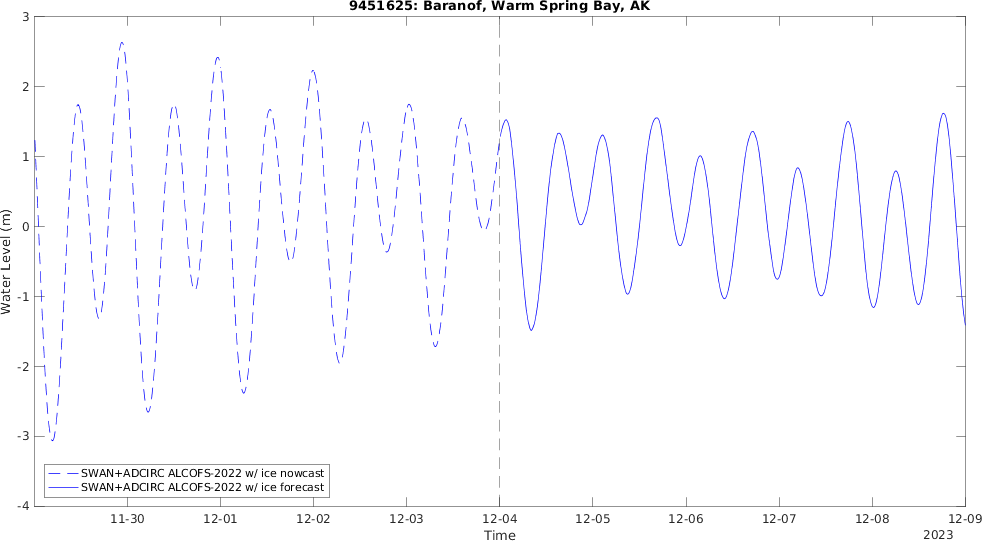 9451625: Baranof, Warm Spring Bay, AK
Water Level (m)
3
2
1
0
-1
-2
-3
-4
SWAN+ADCIRC ALCOFS-2022 w/ ice nowcast
SWAN+ADCIRC ALCOFS-2022 w/ ice forecast
11-30 12-01 12-02 12-03 12-04 12-05 12-06 12-07 12-08 12-09
Time
2023